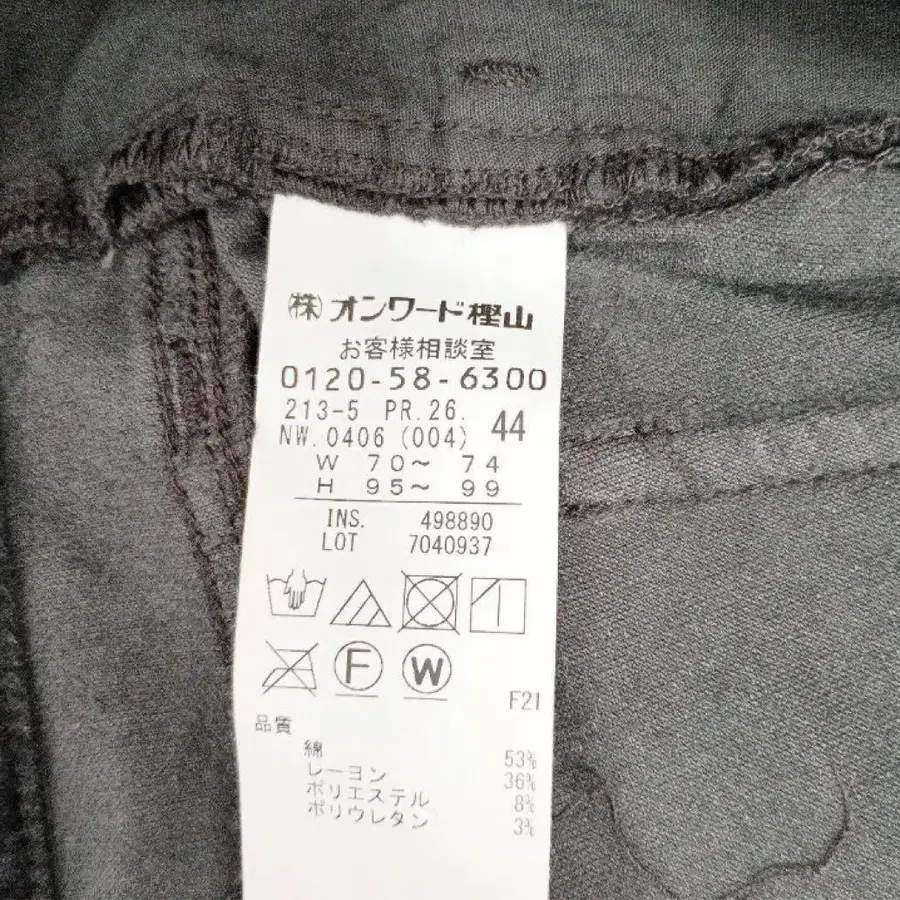 ㈱オンワード樫山
お客様相談室
0120-58-6300
213-5 PR.26.
NW.0406 (004) 44
W 70〜 74
H 95〜 99
INS. 498890
LOT 7040937
F W
F21
品質
綿 53%
レーヨン 36%
ポリエステル 8%
ポリウレタン 3%